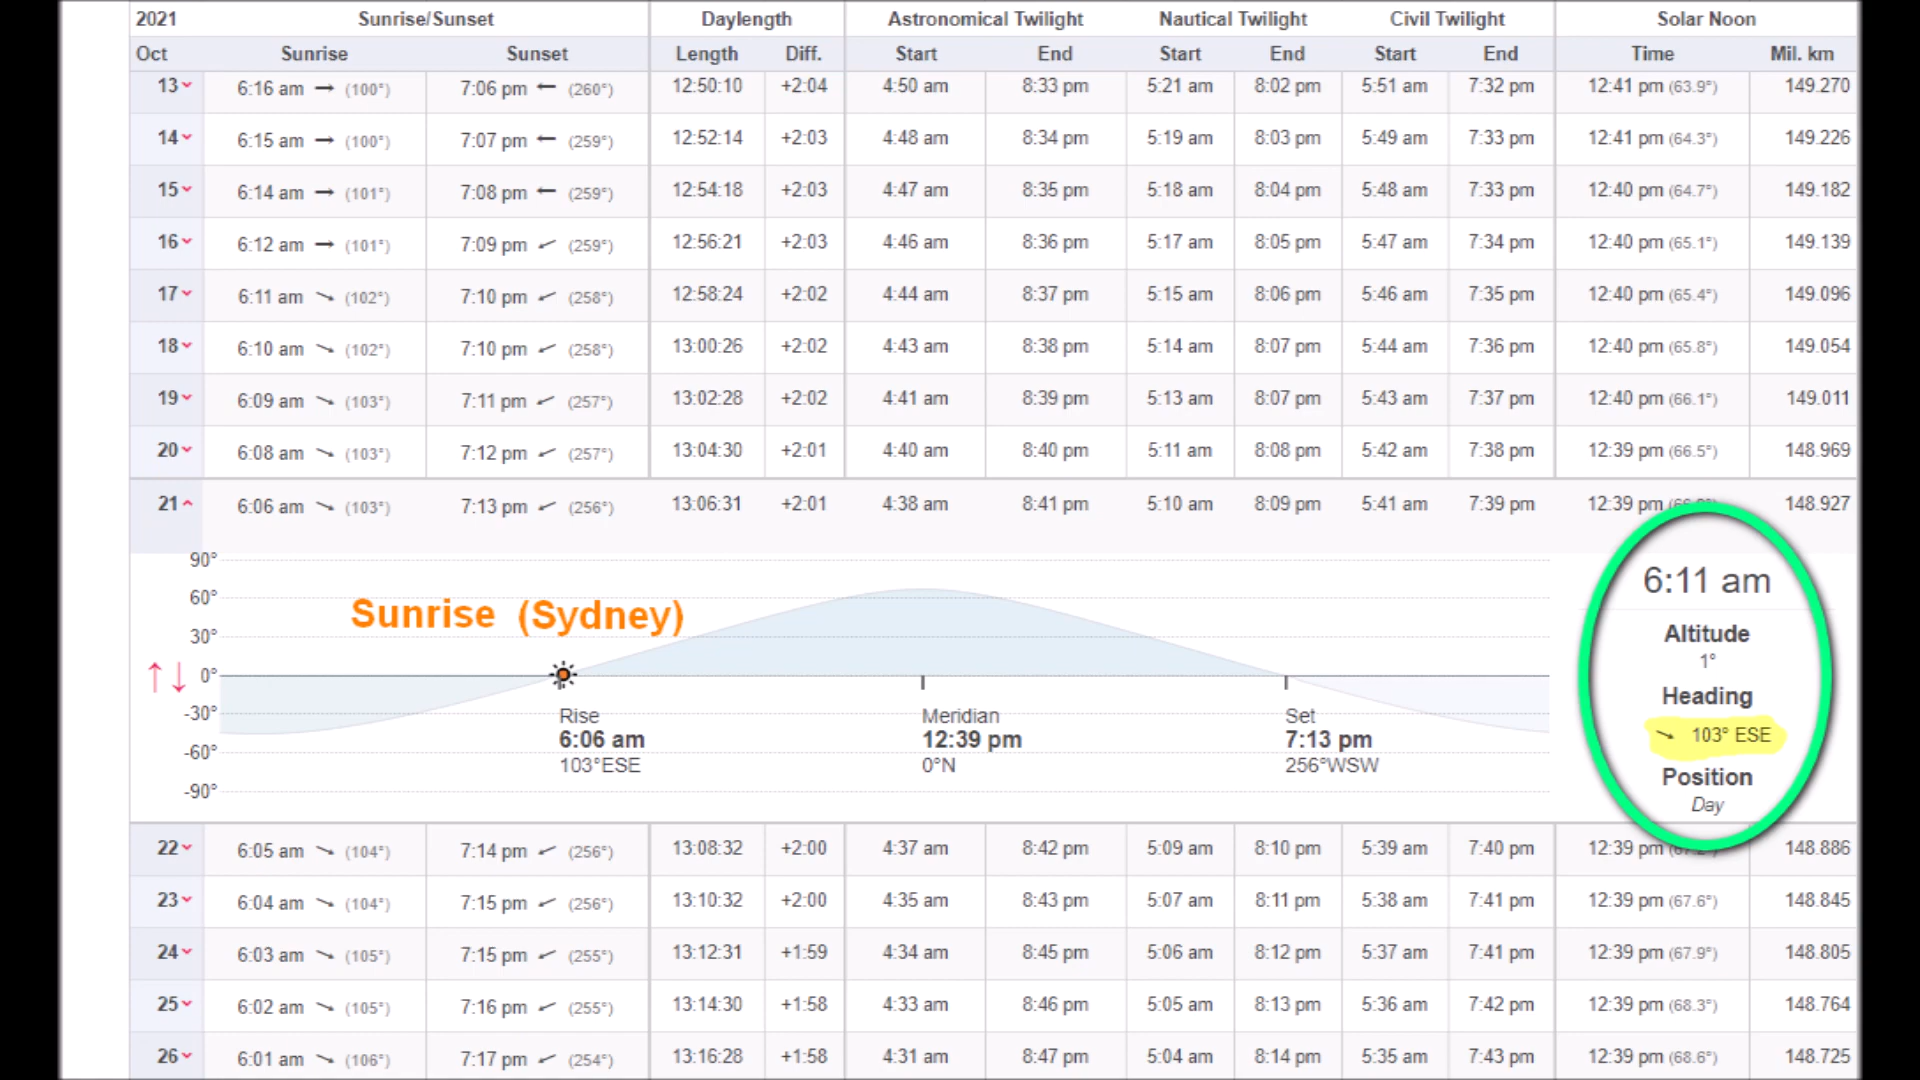 2021 Sunrise/Sunset Daylength Astronomical Twilight Nautical Twilight Civil Twilight Solar Noon
Oct Sunrise Sunset Length Diff. Start End Start End Start End Time Mil. km
13 6:16 am → (100°) 7:06 pm ← (260°) 12:50:10 +2:04 4:50 am 8:33 pm 5:21 am 8:02 pm 5:51 am 7:32 pm 12:41 pm (63.9°) 149.270
14 6:15 am → (100°) 7:07 pm ← (259°) 12:52:14 +2:03 4:48 am 8:34 pm 5:19 am 8:03 pm 5:49 am 7:33 pm 12:41 pm (64.3°) 149.226
15 6:14 am → (101°) 7:08 pm ← (259°) 12:54:18 +2:03 4:47 am 8:35 pm 5:18 am 8:04 pm 5:48 am 7:33 pm 12:40 pm (64.7°) 149.182
16 6:12 am → (101°) 7:09 pm ↙ (259°) 12:56:21 +2:03 4:46 am 8:36 pm 5:17 am 8:05 pm 5:47 am 7:34 pm 12:40 pm (65.1°) 149.139
17 6:11 am ↘ (102°) 7:10 pm ↙ (258°) 12:58:24 +2:02 4:44 am 8:37 pm 5:15 am 8:06 pm 5:46 am 7:35 pm 12:40 pm (65.4°) 149.096
18 6:10 am ↘ (102°) 7:10 pm ↙ (258°) 13:00:26 +2:02 4:43 am 8:38 pm 5:14 am 8:07 pm 5:44 am 7:36 pm 12:40 pm (65.8°) 149.054
19 6:09 am ↘ (103°) 7:11 pm ↙ (257°) 13:02:28 +2:02 4:41 am 8:39 pm 5:13 am 8:07 pm 5:43 am 7:37 pm 12:40 pm (66.1°) 149.011
20 6:08 am ↘ (103°) 7:12 pm ↙ (257°) 13:04:30 +2:01 4:40 am 8:40 pm 5:11 am 8:08 pm 5:42 am 7:38 pm 12:39 pm (66.5°) 148.969
21 6:06 am ↘ (103°) 7:13 pm ↙ (256°) 13:06:31 +2:01 4:38 am 8:41 pm 5:10 am 8:09 pm 5:41 am 7:39 pm 12:39 pm 148.927
90°
60°
30°
↑↓ 0°
-30°
-60°
-90°
Sunrise (Sydney)
Rise
6:06 am
103°ESE
Meridian
12:39 pm
0°N
Set
7:13 pm
256°WSW
6:11 am
Altitude
1°
Heading
↘ 103° ESE
Position
Day
22 6:05 am ↘ (104°) 7:14 pm ↙ (256°) 13:08:32 +2:00 4:37 am 8:42 pm 5:09 am 8:10 pm 5:39 am 7:40 pm 12:39 pm 148.886
23 6:04 am ↘ (104°) 7:15 pm ↙ (256°) 13:10:32 +2:00 4:35 am 8:43 pm 5:07 am 8:11 pm 5:38 am 7:41 pm 12:39 pm (67.6°) 148.845
24 6:03 am ↘ (105°) 7:15 pm ↙ (255°) 13:12:31 +1:59 4:34 am 8:45 pm 5:06 am 8:12 pm 5:37 am 7:41 pm 12:39 pm (67.9°) 148.805
25 6:02 am ↘ (105°) 7:16 pm ↙ (255°) 13:14:30 +1:58 4:33 am 8:46 pm 5:05 am 8:13 pm 5:36 am 7:42 pm 12:39 pm (68.3°) 148.764
26 6:01 am ↘ (106°) 7:17 pm ↙ (254°) 13:16:28 +1:58 4:31 am 8:47 pm 5:04 am 8:14 pm 5:35 am 7:43 pm 12:39 pm (68.6°) 148.725